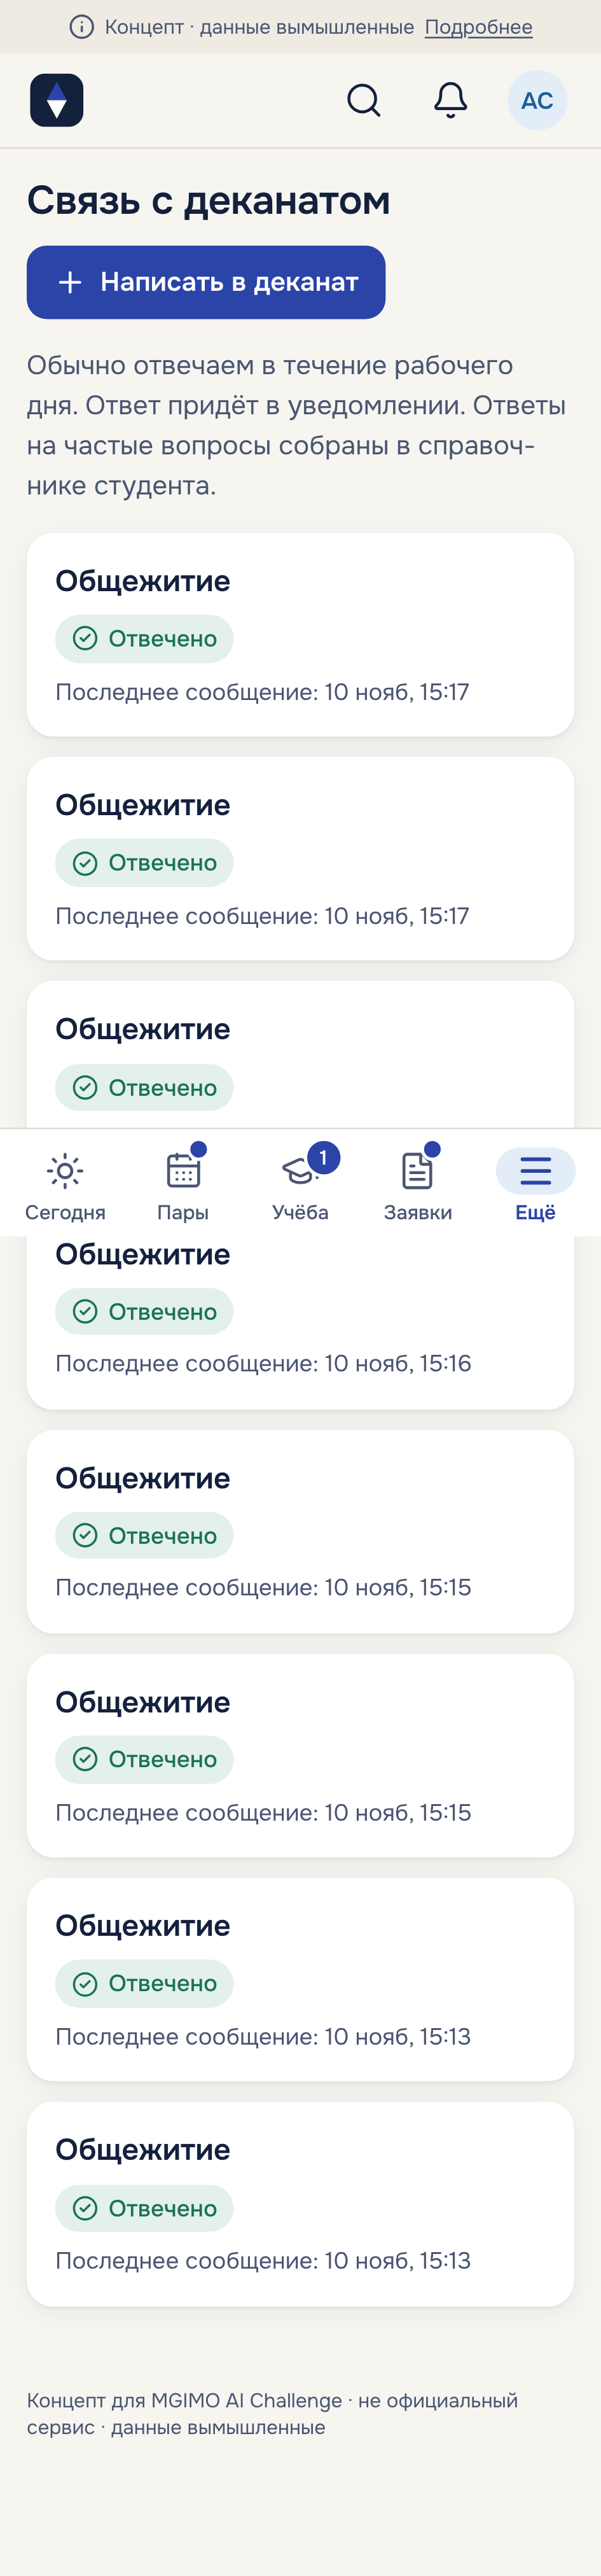 Концепт · данные вымышленные Подробнее
АС
Связь с деканатом
Написать в деканат
Обычно отвечаем в течение рабочего
дня. Ответ придёт в уведомлении. Ответы
на частые вопросы собраны в справоч-
нике студента.
Общежитие
Отвечено
Последнее сообщение: 10 нояб, 15:17
Общежитие
Отвечено
Последнее сообщение: 10 нояб, 15:17
Общежитие
Отвечено
1
Сегодня Пары Учёба Заявки Ещё
Общежитие
Отвечено
Последнее сообщение: 10 нояб, 15:16
Общежитие
Отвечено
Последнее сообщение: 10 нояб, 15:15
Общежитие
Отвечено
Последнее сообщение: 10 нояб, 15:15
Общежитие
Отвечено
Последнее сообщение: 10 нояб, 15:13
Общежитие
Отвечено
Последнее сообщение: 10 нояб, 15:13
Концепт для MGIMO AI Challenge · не официальный
сервис · данные вымышленные